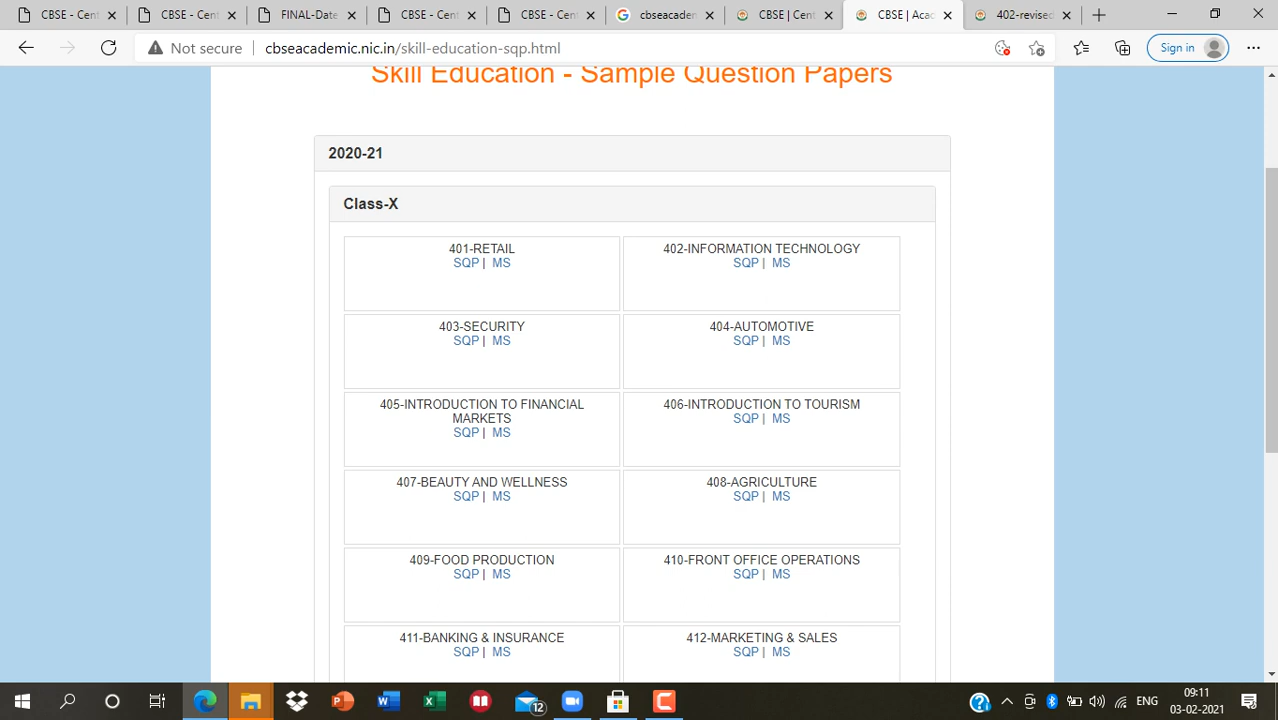 CBSE - Cent
CBSE - Cent
FINAL-Date
CBSE - Cent
CBSE - Cent
cbseacadem
CBSE | Cent
CBSE | Acad
402-revised
Not secure
cbseacademic.nic.in/skill-education-sqp.html
Sign in
Skill Education - Sample Question Papers
2020-21
Class-X
401-RETAIL
SQP | MS
402-INFORMATION TECHNOLOGY
SQP | MS
403-SECURITY
SQP | MS
404-AUTOMOTIVE
SQP | MS
405-INTRODUCTION TO FINANCIAL
MARKETS
SQP | MS
406-INTRODUCTION TO TOURISM
SQP | MS
407-BEAUTY AND WELLNESS
SQP | MS
408-AGRICULTURE
SQP | MS
409-FOOD PRODUCTION
SQP | MS
410-FRONT OFFICE OPERATIONS
SQP | MS
411-BANKING & INSURANCE
SQP | MS
412-MARKETING & SALES
SQP | MS
12
ENG
09:11
03-02-2021